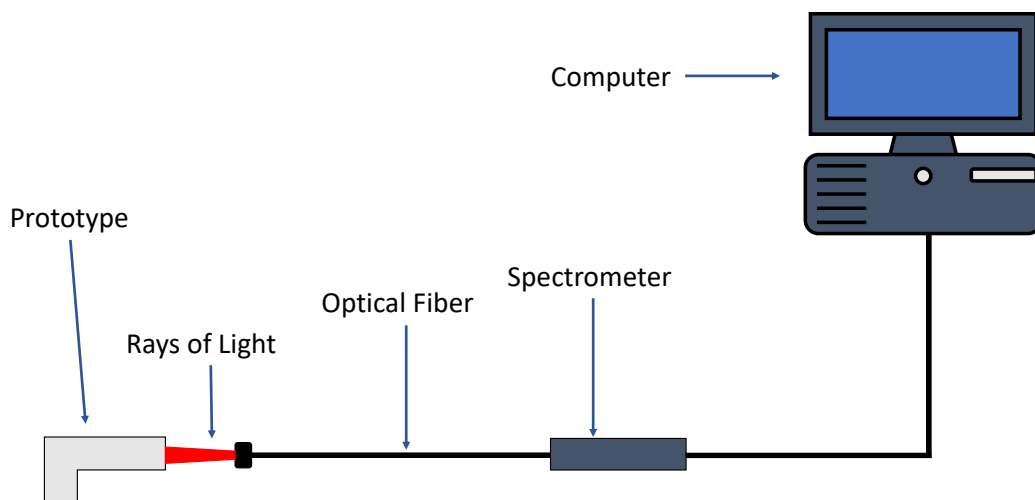 Computer
Prototype
Spectrometer
Optical Fiber
Rays of Light